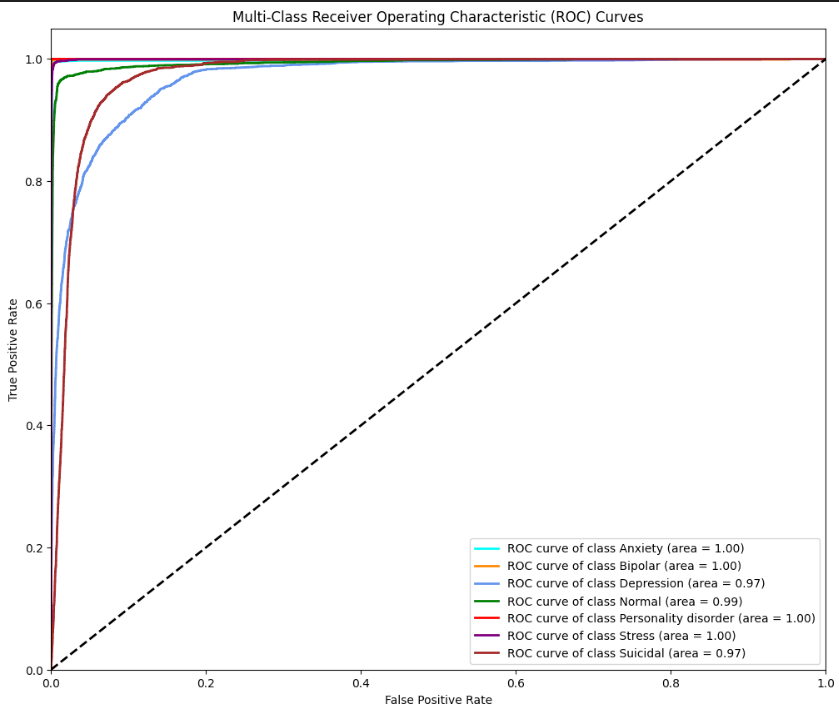 Multi-Class Receiver Operating Characteristic (ROC) Curves
True Positive Rate
1.0
0.8
0.6
0.4
0.2
0.0
ROC curve of class Anxiety (area = 1.00)
ROC curve of class Bipolar (area = 1.00)
ROC curve of class Depression (area = 0.97)
ROC curve of class Normal (area = 0.99)
ROC curve of class Personality disorder (area = 1.00)
ROC curve of class Stress (area = 1.00)
ROC curve of class Suicidal (area = 0.97)
0.0 0.2 0.4 0.6 0.8 1.0
False Positive Rate